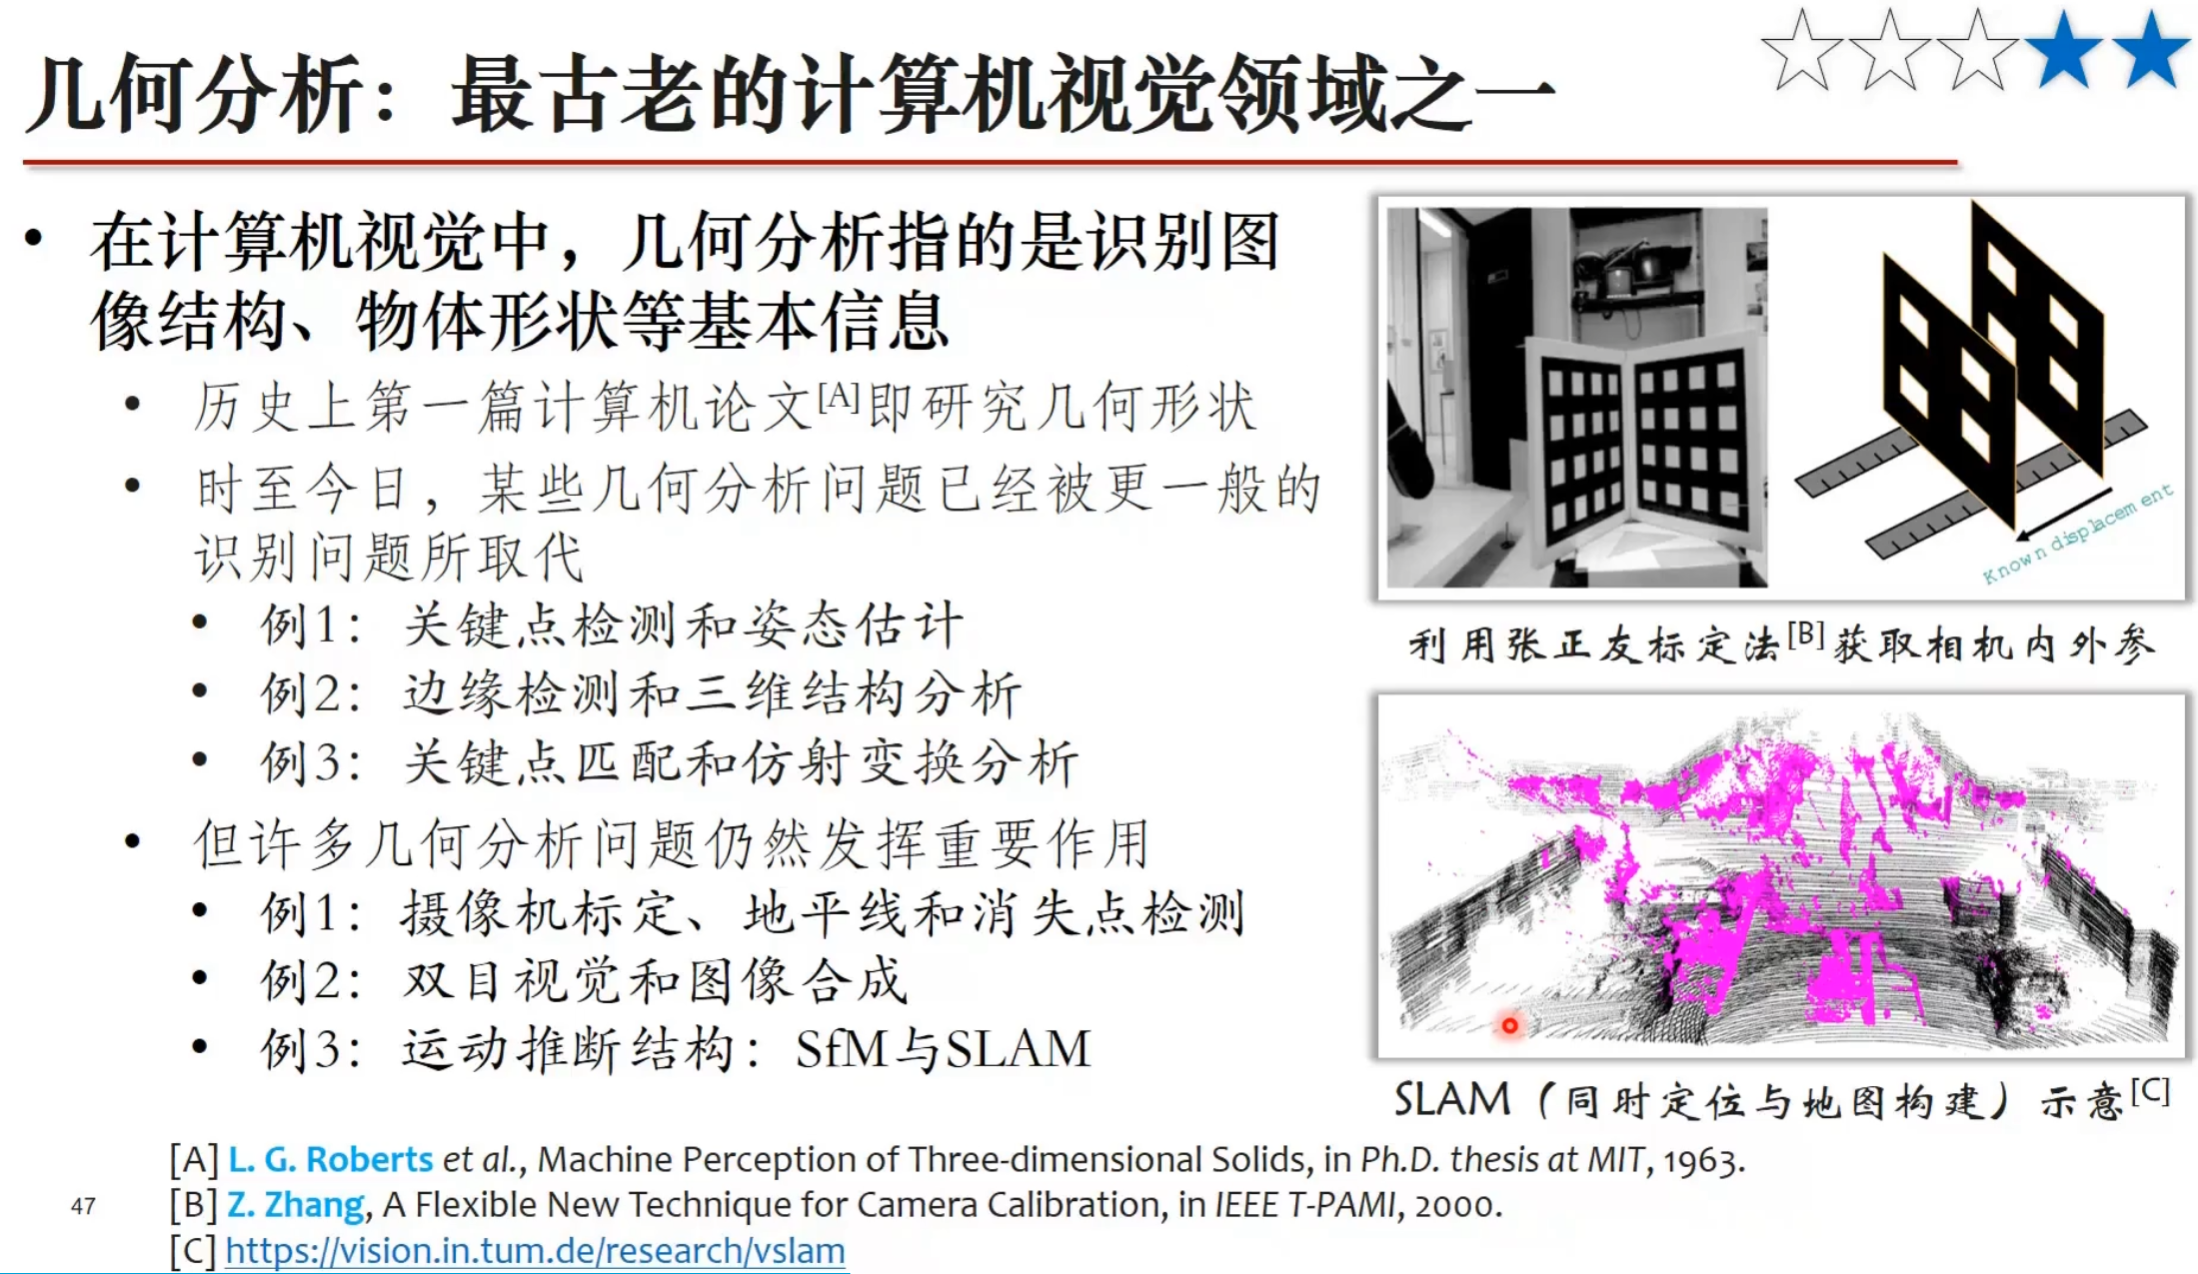 几何分析：最古老的计算机视觉领域之一
• 在计算机视觉中，几何分析指的是识别图
像结构、物体形状等基本信息
• 历史上第一篇计算机论文[A]即研究几何形状
• 时至今日，某些几何分析问题已经被更一般的
识别问题所取代
• 例1：关键点检测和姿态估计
• 例2：边缘检测和三维结构分析
• 例3：关键点匹配和仿射变换分析
• 但许多几何分析问题仍然发挥重要作用
• 例1：摄像机标定、地平线和消失点检测
• 例2：双目视觉和图像合成
• 例3：运动推断结构：SfM与SLAM
Known displacement
利用张正友标定法[B]获取相机内外参
SLAM（同时定位与地图构建）示意[C]
[A] L. G. Roberts et al., Machine Perception of Three-dimensional Solids, in Ph.D. thesis at MIT, 1963.
[B] Z. Zhang, A Flexible New Technique for Camera Calibration, in IEEE T-PAMI, 2000.
[C] https://vision.in.tum.de/research/vslam
47